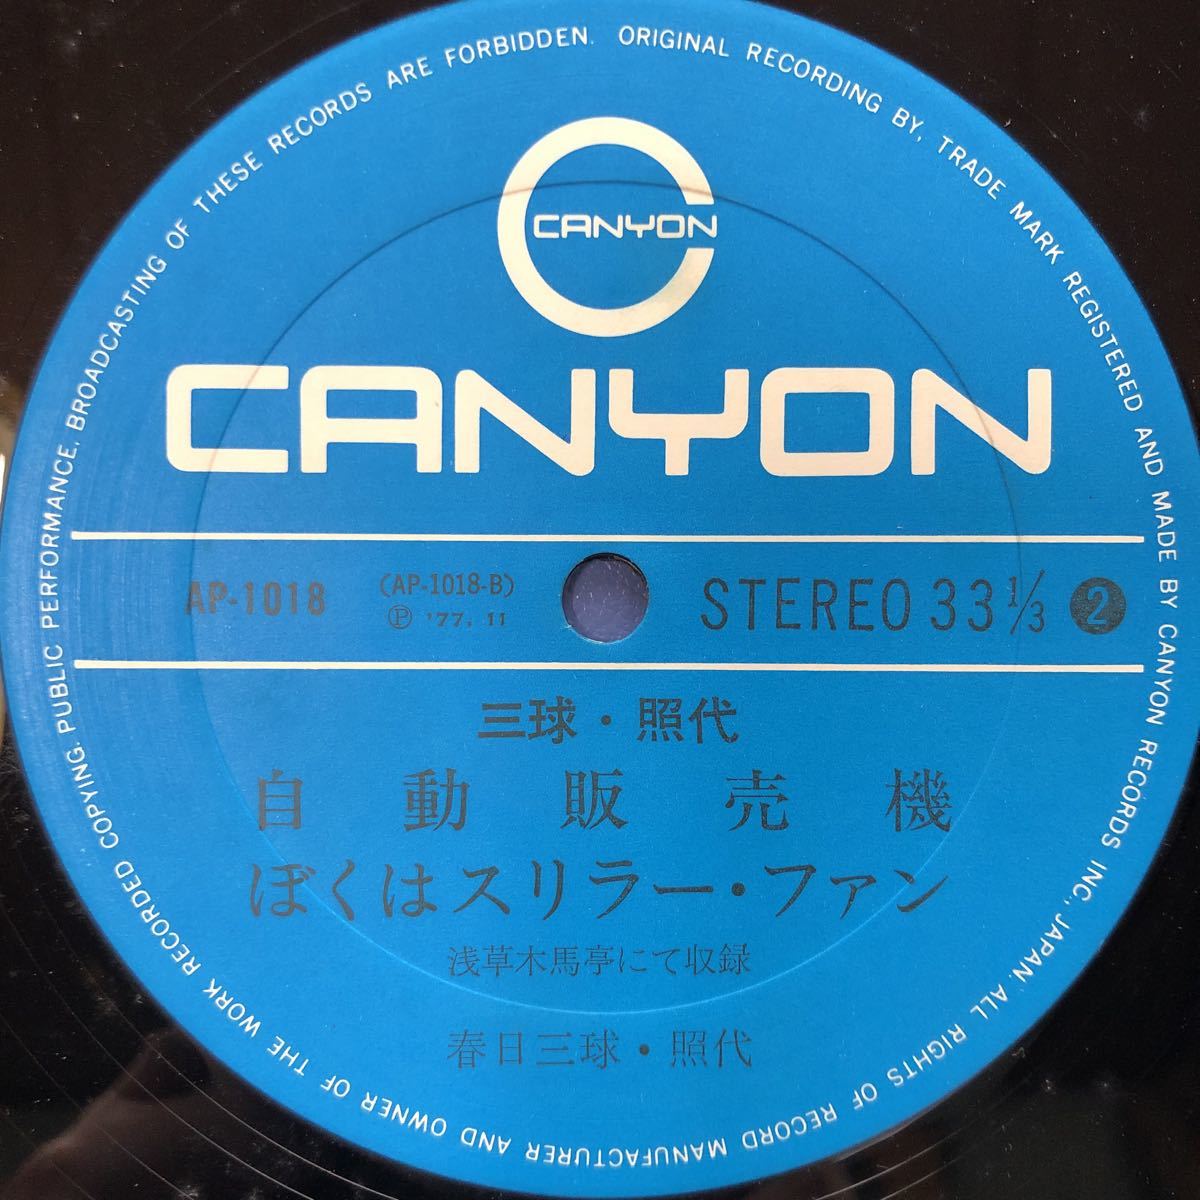 CANYON
CANYON
AP-1018
(AP-1018-B)
Ⓟ '77. 11
STEREO 33 1/3 ❷
三球・照代
自動販売機
ぼくはスリラー・ファン
浅草木馬亭にて収録
春日三球・照代
ORIGINAL RECORDING BY, TRADE MARK REGISTERED AND MADE BY CANYON RECORDS INC., JAPAN. ALL RIGHTS OF RECORD MANUFACTURER AND OWNER OF THE WORK RECORDED COPYING. PUBLIC PERFORMANCE. BROADCASTING OF THESE RECORDS ARE FORBIDDEN.